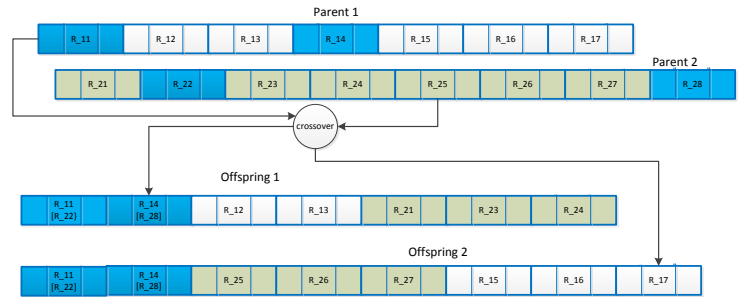 Parent 1
R_11 R_12 R_13 R_14 R_15 R_16 R_17
Parent 2
R_21 R_22 R_23 R_24 R_25 R_26 R_27 R_28
crossover
Offspring 1
R_11 R_14 R_12 R_13 R_21 R_23 R_24
[R_22} [R_28]
Offspring 2
R_11 R_14 R_25 R_26 R_27 R_15 R_16 R_17
[R_22] [R_28]